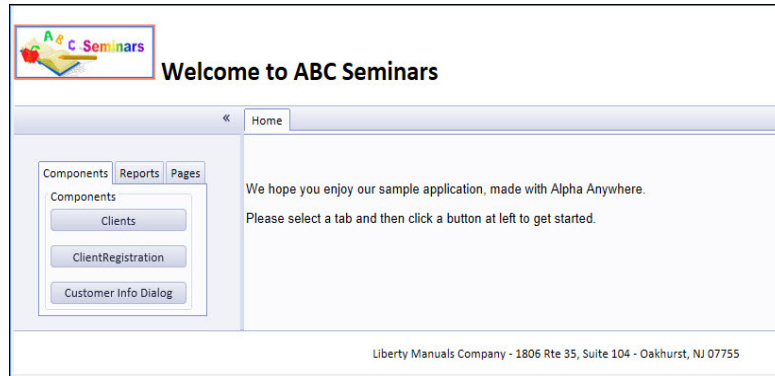 A B C Seminars
Welcome to ABC Seminars
«
Home
Components Reports Pages
Components
Clients
ClientRegistration
Customer Info Dialog
We hope you enjoy our sample application, made with Alpha Anywhere.
Please select a tab and then click a button at left to get started.
Liberty Manuals Company - 1806 Rte 35, Suite 104 - Oakhurst, NJ 07755